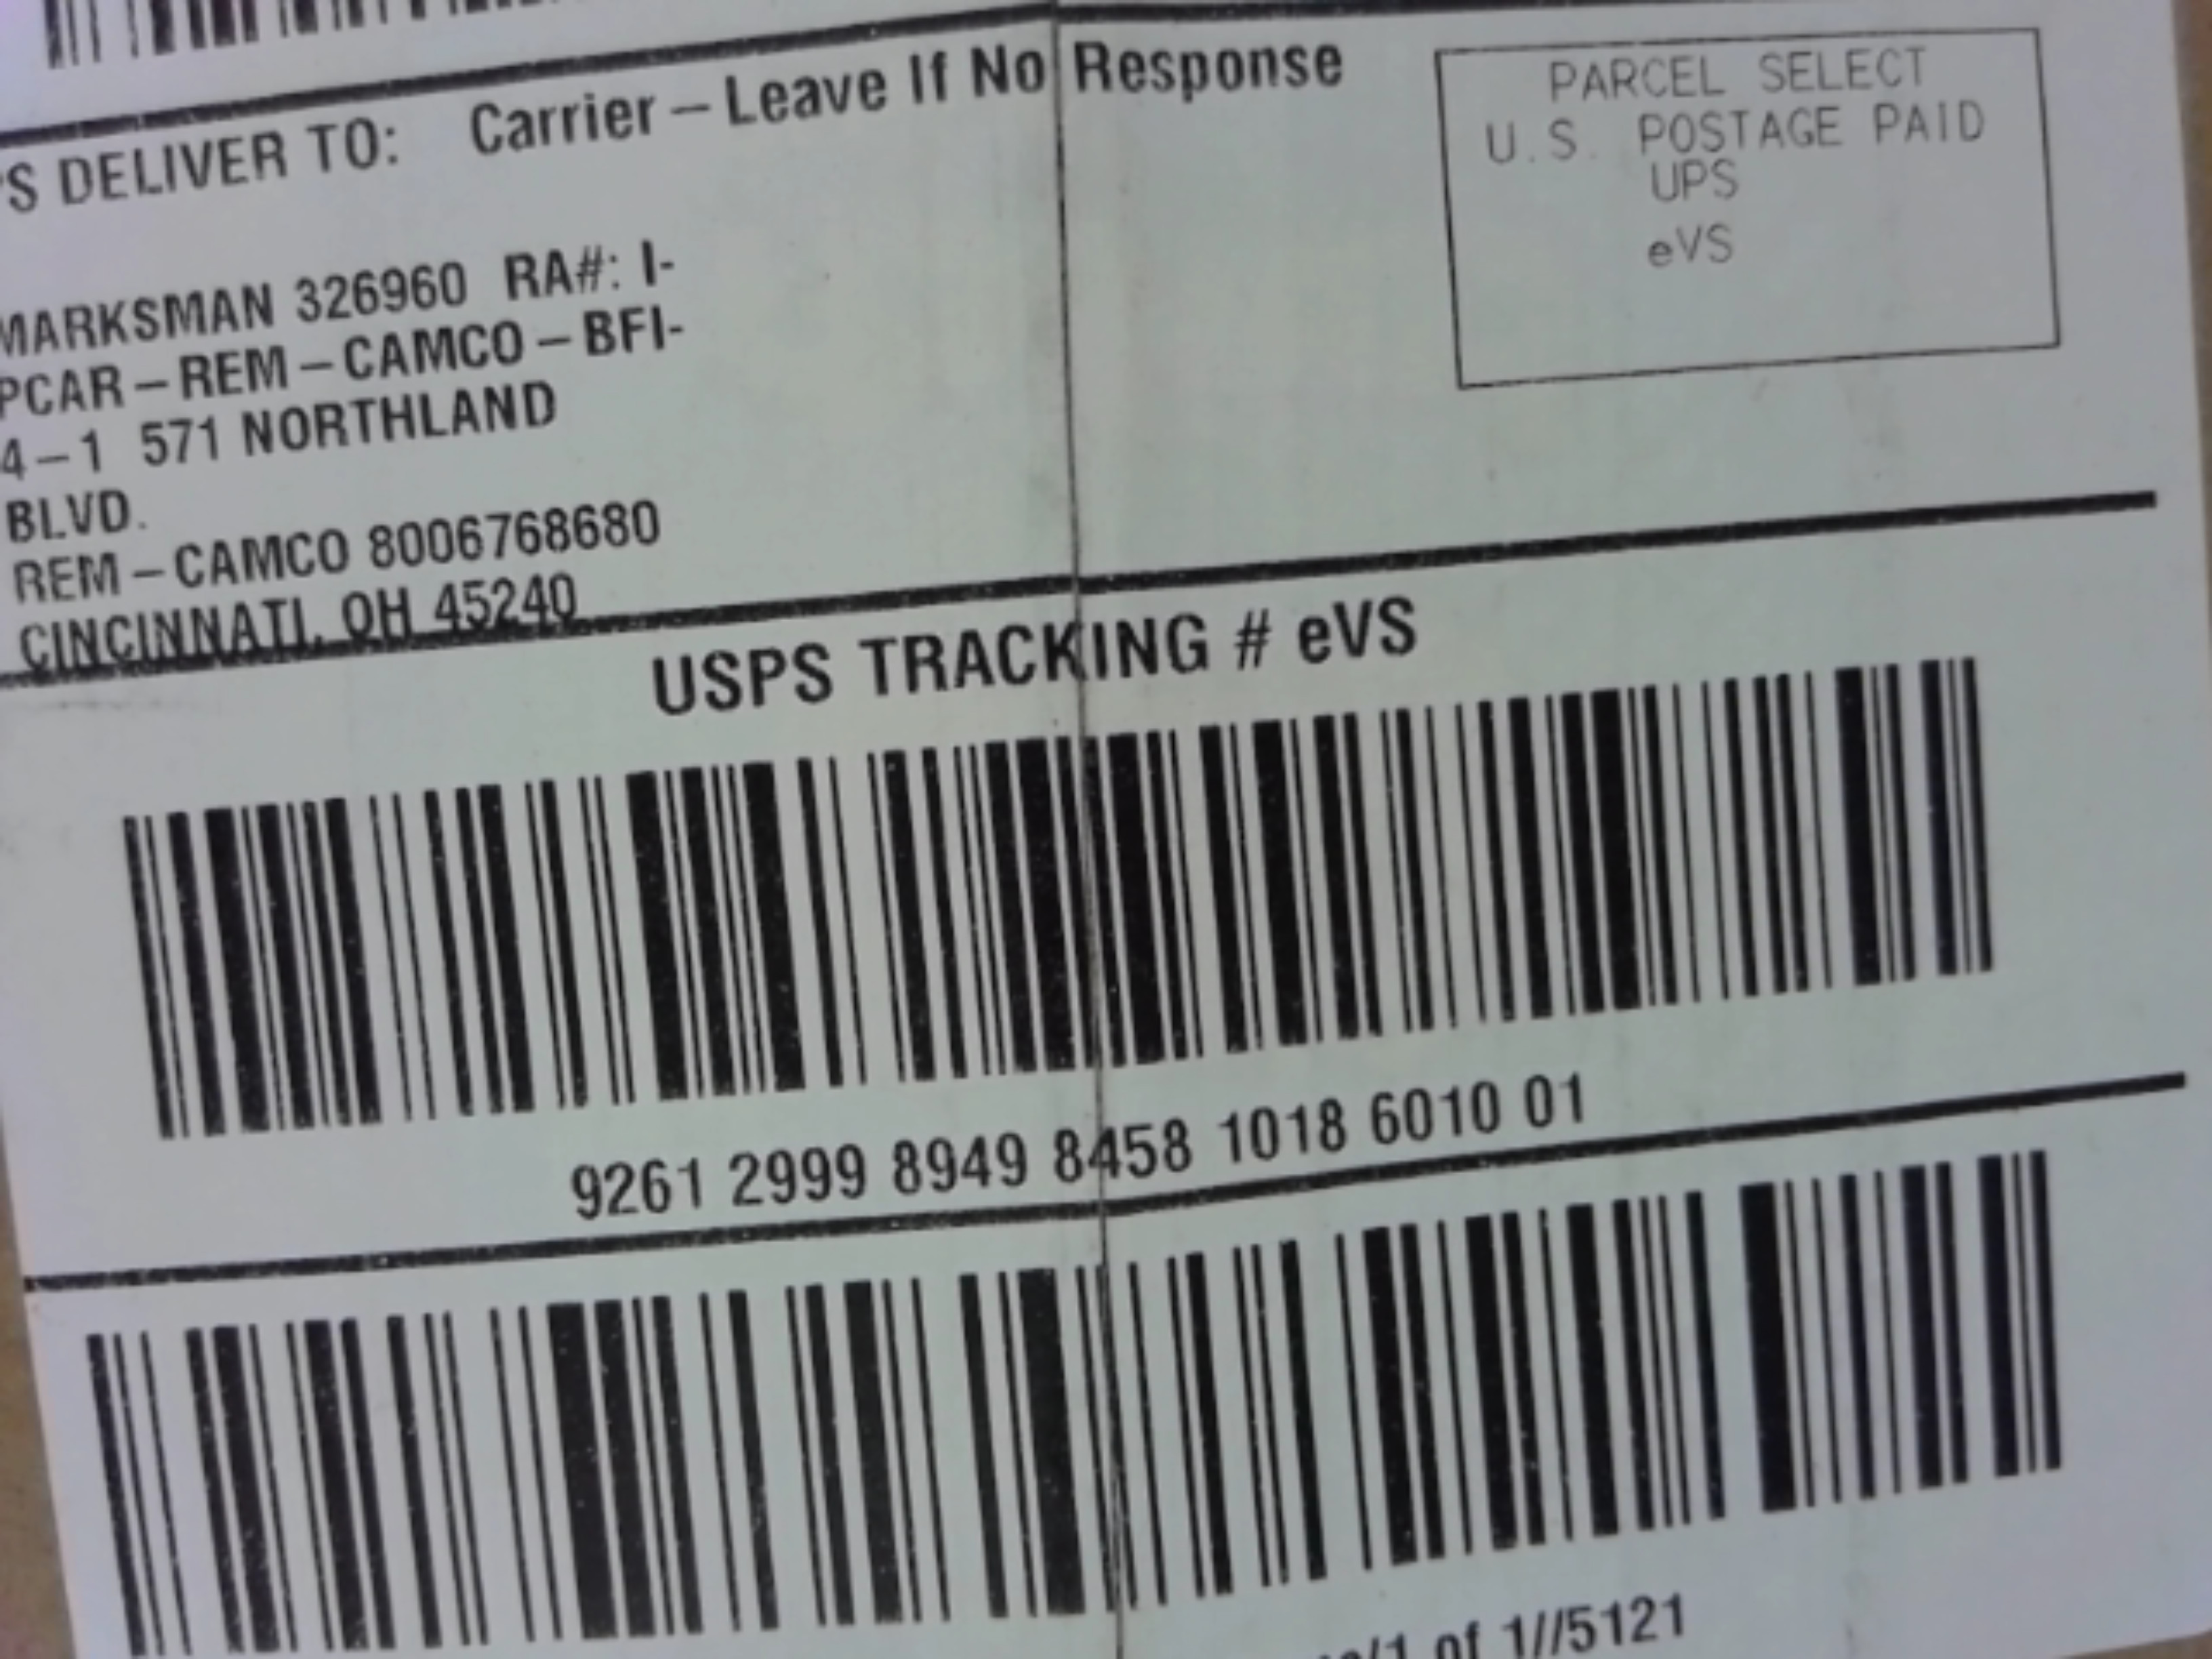 S DELIVER TO: Carrier – Leave If No Response
PARCEL SELECT
U.S. POSTAGE PAID
UPS
eVS
MARKSMAN 326960 RA#: I-
PCAR – REM – CAMCO – BFI-
4 – 1 571 NORTHLAND
BLVD.
REM – CAMCO 8006768680
CINCINNATI, OH 45240
USPS TRACKING # eVS
9261 2999 8949 8458 1018 6010 01
/1 of 1//5121